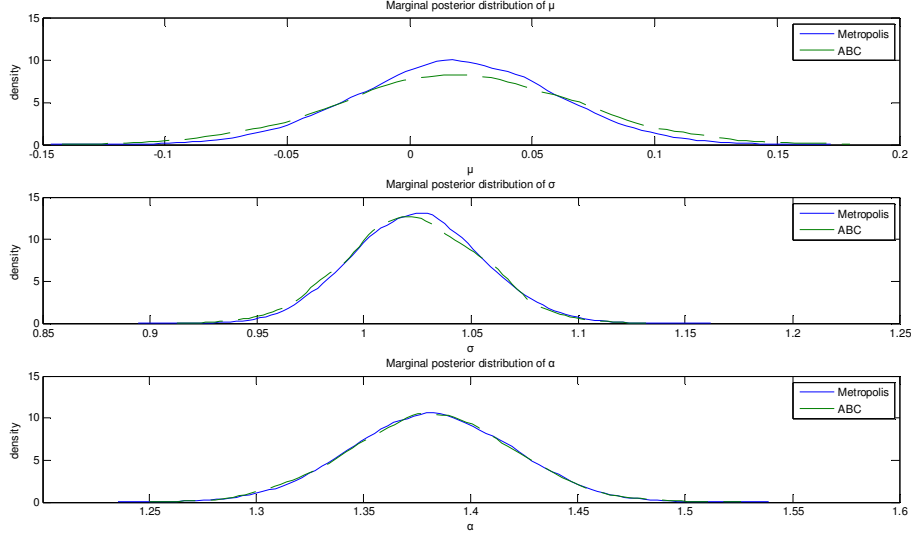 Marginal posterior distribution of μ
15
10
5
0
density
Metropolis
ABC
-0.15 -0.1 -0.05 0 0.05 0.1 0.15 0.2
μ
Marginal posterior distribution of σ
15
10
5
0
density
Metropolis
ABC
0.85 0.9 0.95 1 1.05 1.1 1.15 1.2 1.25
σ
Marginal posterior distribution of α
15
10
5
0
density
Metropolis
ABC
1.25 1.3 1.35 1.4 1.45 1.5 1.55 1.6
α